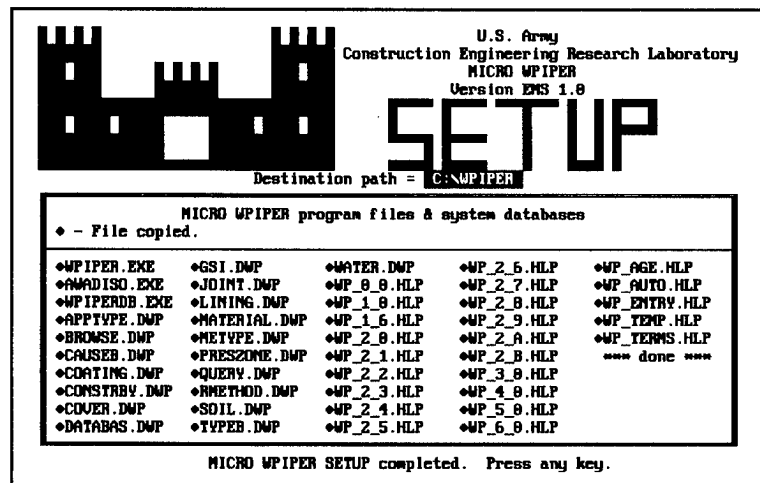 U.S. Army
Construction Engineering Research Laboratory
MICRO WPIPER
Version EMS 1.0
SETUP
Destination path = C:\WPIPER
MICRO WPIPER program files & system databases
◆ - File copied.
◆WPIPER.EXE ◆GSI.DWP ◆WATER.DWP ◆WP_2_6.HLP ◆WP_AGE.HLP
◆AWADISO.EXE ◆JOINT.DWP ◆WP_0_0.HLP ◆WP_2_7.HLP ◆WP_AUTO.HLP
◆WPIPERDB.EXE ◆LINING.DWP ◆WP_1_0.HLP ◆WP_2_8.HLP ◆WP_ENTRY.HLP
◆APPTYPE.DWP ◆MATERIAL.DWP ◆WP_1_6.HLP ◆WP_2_9.HLP ◆WP_TEMP.HLP
◆BROWSE.DWP ◆METYPE.DWP ◆WP_2_0.HLP ◆WP_2_A.HLP ◆WP_TERMS.HLP
◆CAUSEB.DWP ◆PRESZONE.DWP ◆WP_2_1.HLP ◆WP_2_B.HLP *** done ***
◆COATING.DWP ◆QUERY.DWP ◆WP_2_2.HLP ◆WP_3_0.HLP
◆CONSTRBY.DWP ◆RMETHOD.DWP ◆WP_2_3.HLP ◆WP_4_0.HLP
◆COVER.DWP ◆SOIL.DWP ◆WP_2_4.HLP ◆WP_5_0.HLP
◆DATABAS.DWP ◆TYPEB.DWP ◆WP_2_5.HLP ◆WP_6_0.HLP
MICRO WPIPER SETUP completed. Press any key.